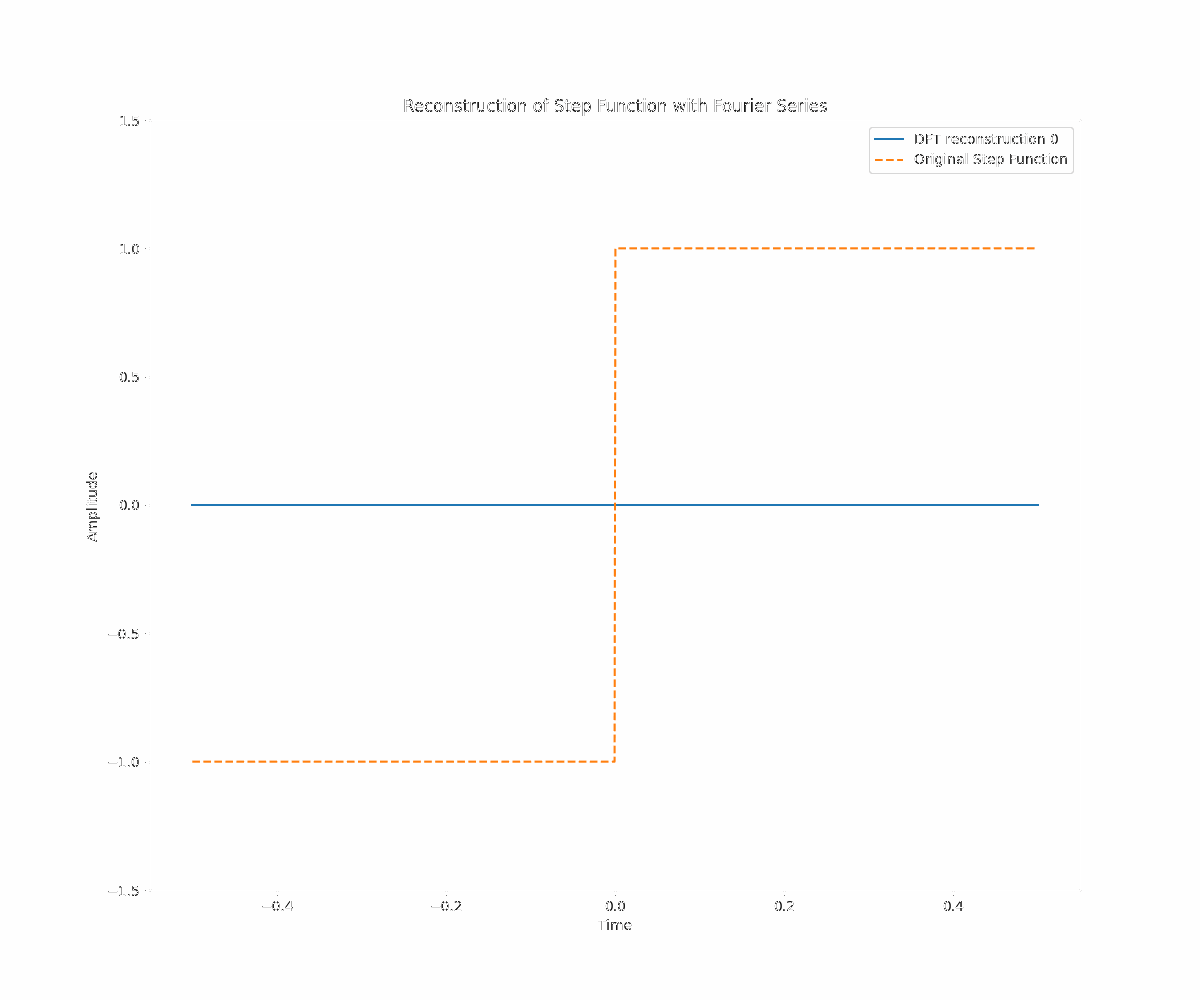 Reconstruction of Step Function with Fourier Series
DFT reconstruction 0
Original Step Function
1.5
1.0
0.5
0.0
−0.5
−1.0
−1.5
Amplitude
−0.4
−0.2
0.0
0.2
0.4
Time